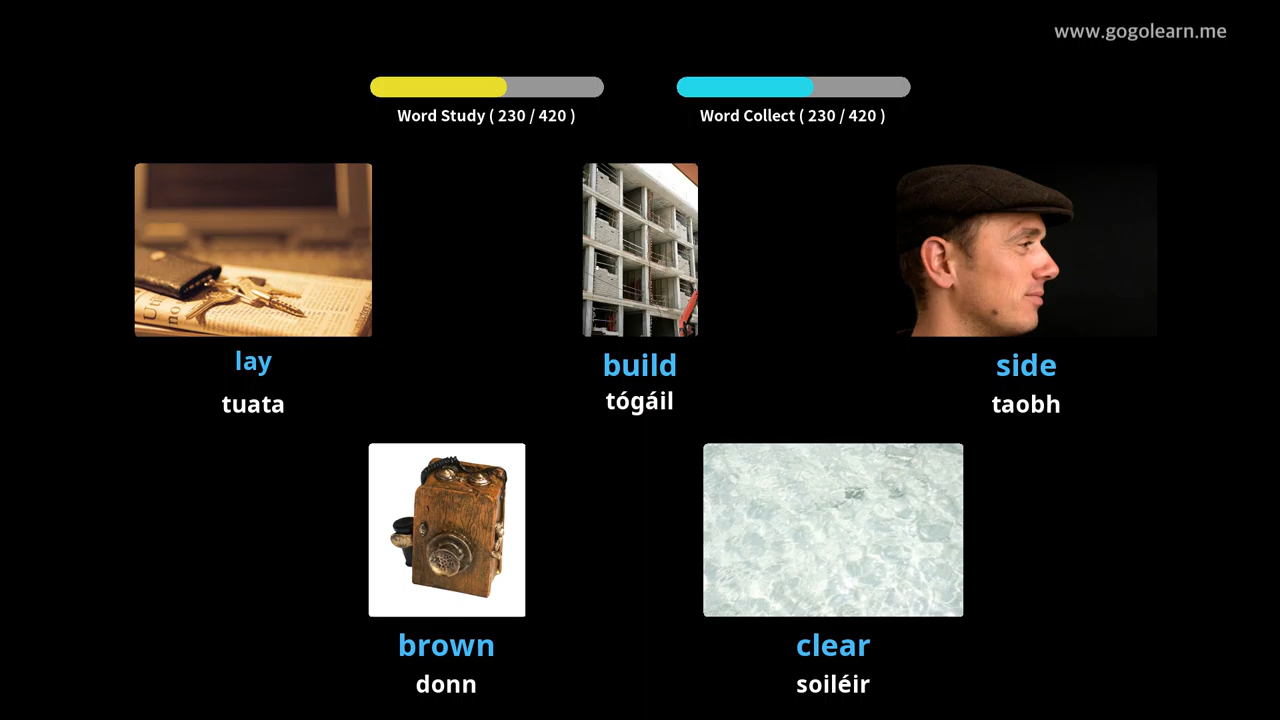 www.gogolearn.me
Word Study ( 230 / 420 )
Word Collect ( 230 / 420 )
lay
tuata
build
tógáil
side
taobh
brown
donn
clear
soiléir